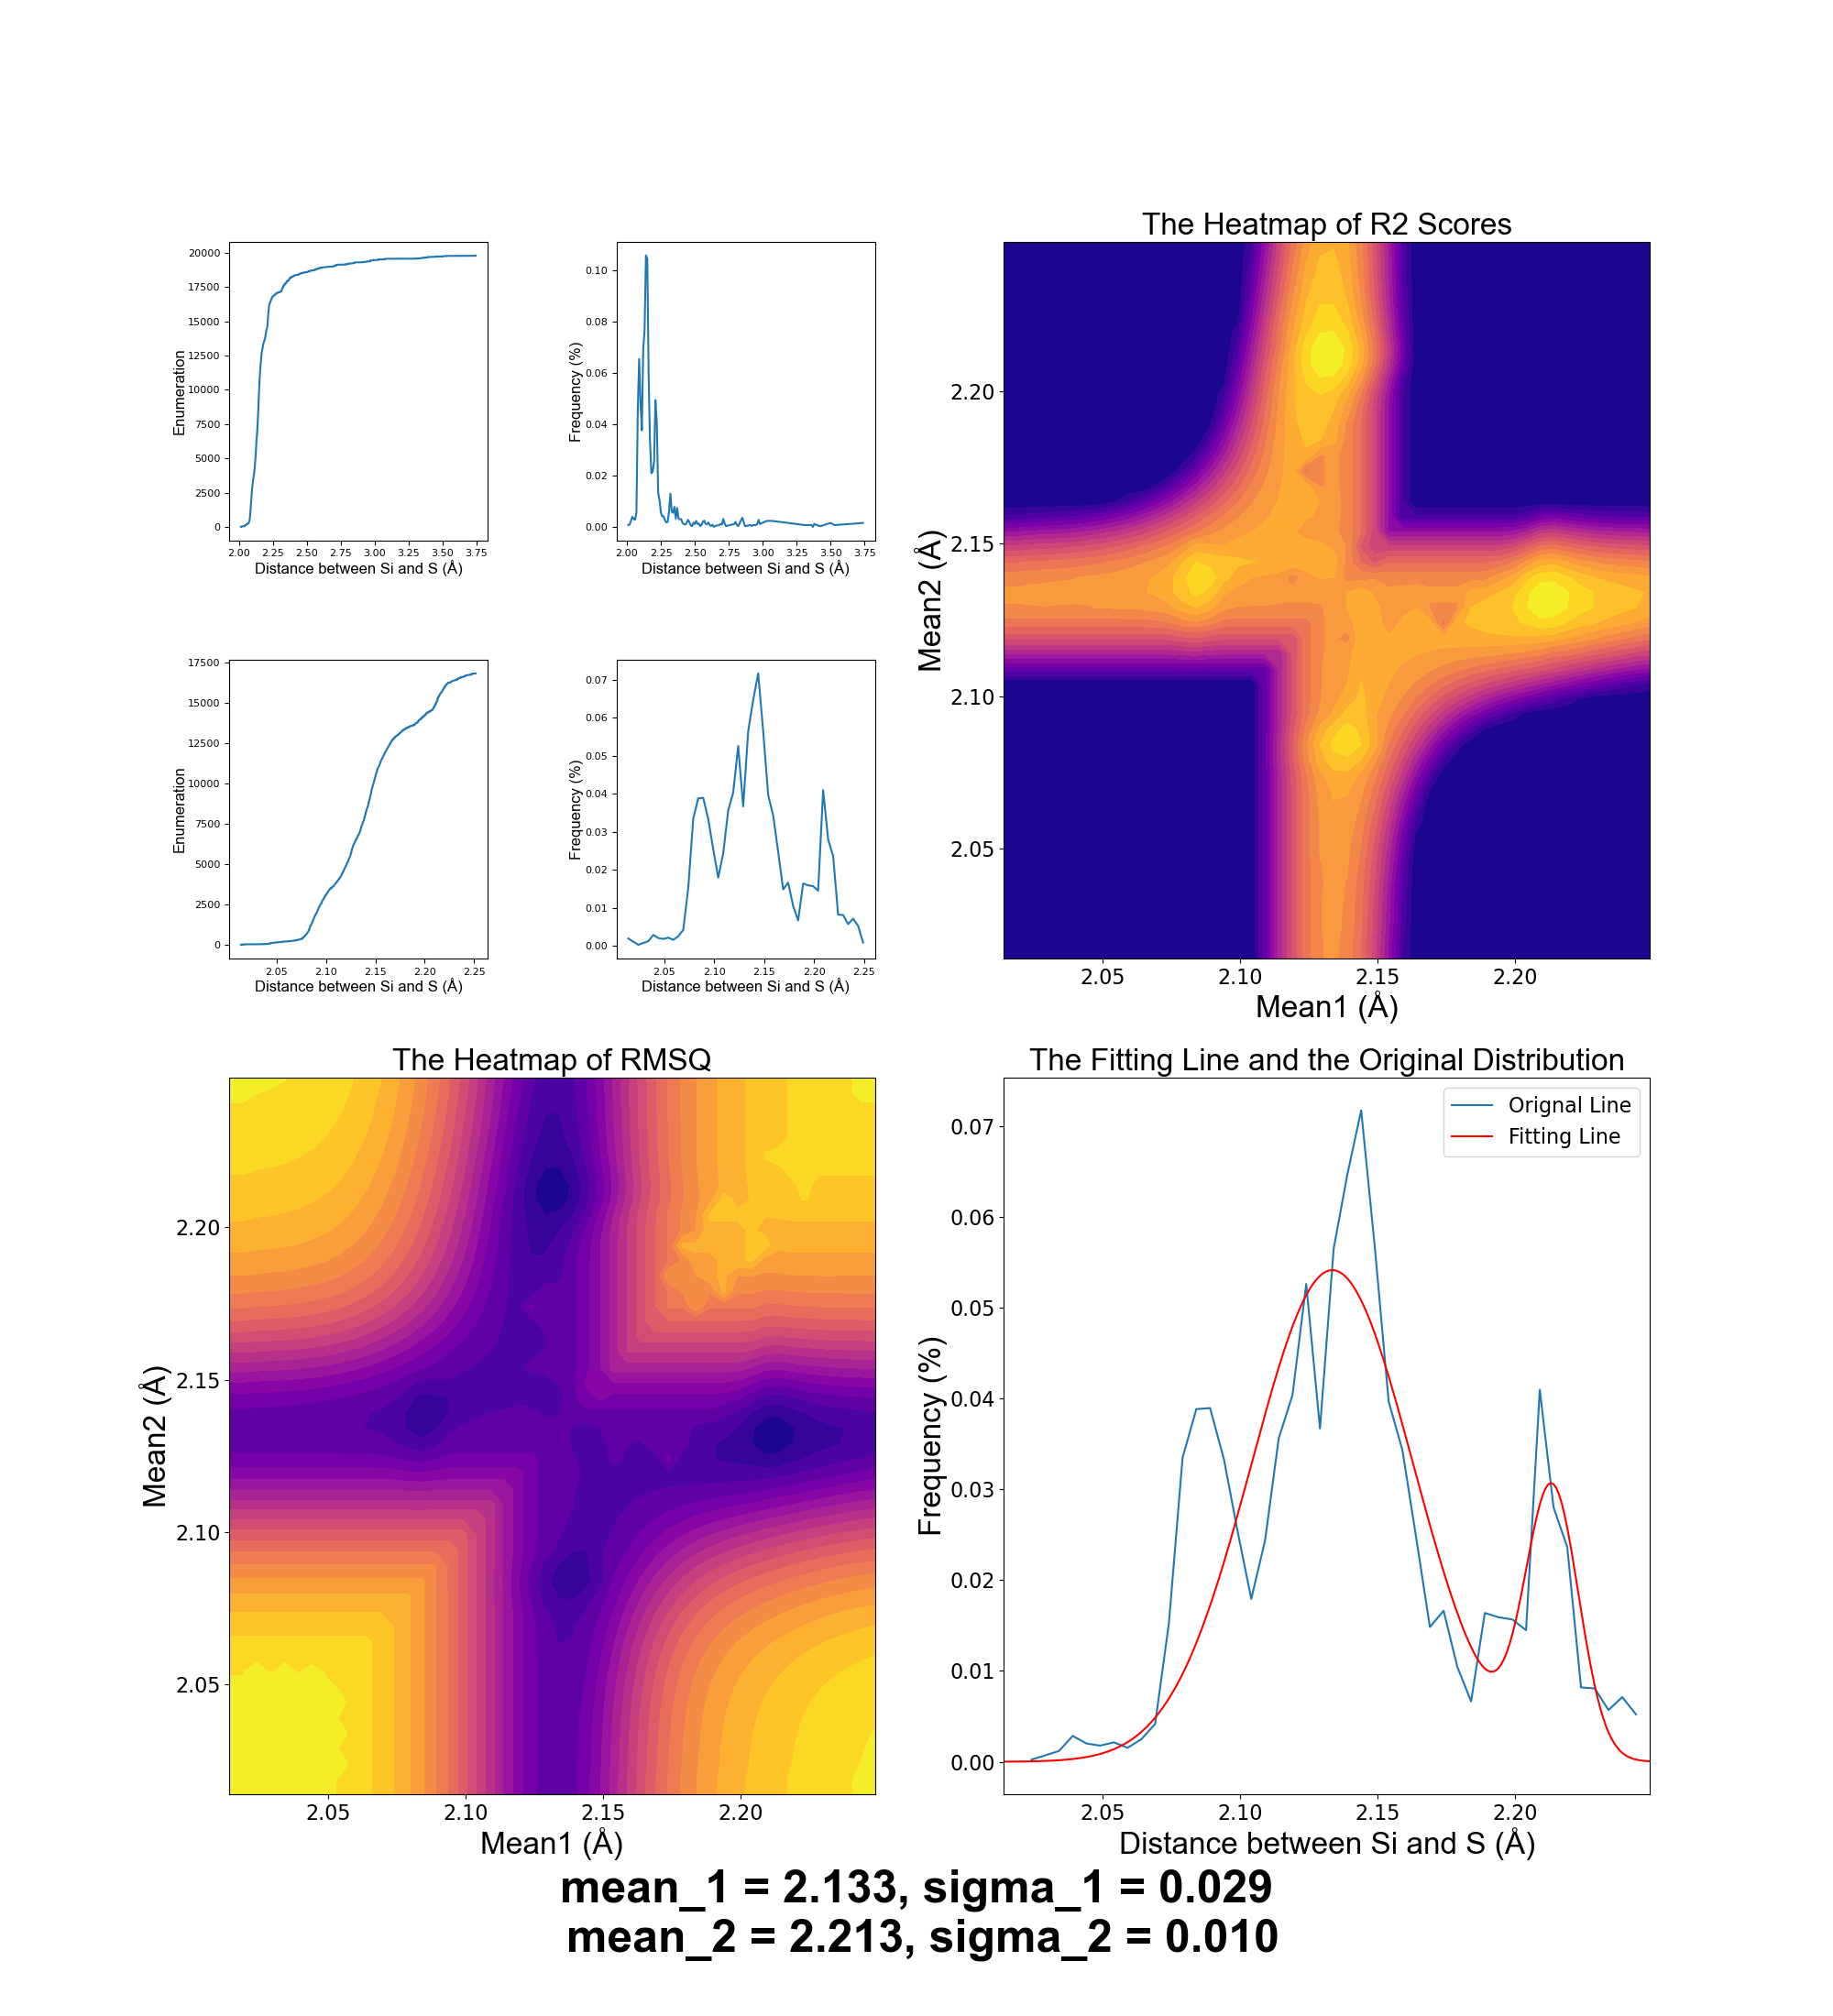 20000
17500
15000
12500
10000
7500
5000
2500
0
Enumeration
2.00 2.25 2.50 2.75 3.00 3.25 3.50 3.75
Distance between Si and S (Å)
0.10
0.08
0.06
0.04
0.02
0.00
Frequency (%)
2.00 2.25 2.50 2.75 3.00 3.25 3.50 3.75
Distance between Si and S (Å)
The Heatmap of R2 Scores
2.20
2.15
2.10
2.05
Mean2 (Å)
2.05 2.10 2.15 2.20
Mean1 (Å)
17500
15000
12500
10000
7500
5000
2500
0
Enumeration
2.05 2.10 2.15 2.20 2.25
Distance between Si and S (Å)
0.07
0.06
0.05
0.04
0.03
0.02
0.01
0.00
Frequency (%)
2.05 2.10 2.15 2.20 2.25
Distance between Si and S (Å)
The Heatmap of RMSQ
2.20
2.15
2.10
2.05
Mean2 (Å)
2.05 2.10 2.15 2.20
Mean1 (Å)
The Fitting Line and the Original Distribution
Orignal Line
Fitting Line
0.07
0.06
0.05
0.04
0.03
0.02
0.01
0.00
Frequency (%)
2.05 2.10 2.15 2.20
Distance between Si and S (Å)
mean_1 = 2.133, sigma_1 = 0.029
mean_2 = 2.213, sigma_2 = 0.010